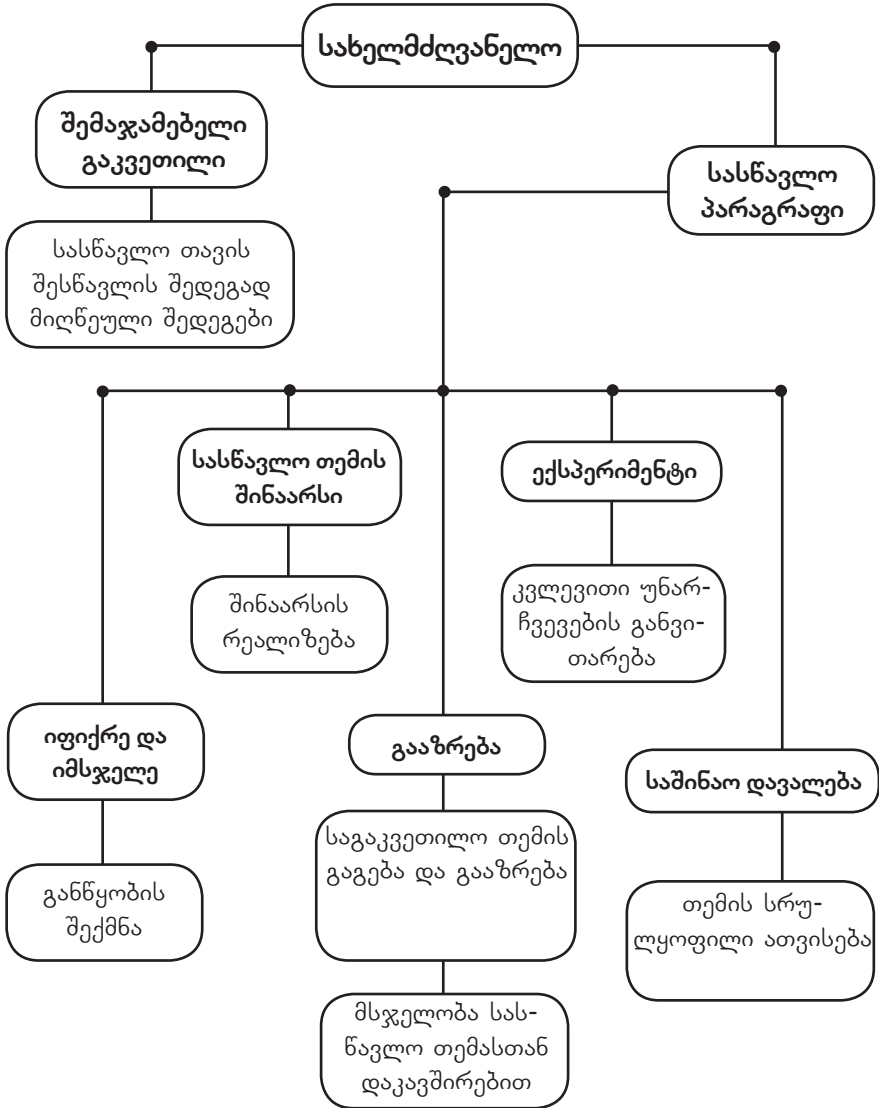 სახელმძღვანელო
შემაჯამებელი
გაკვეთილი
სასწავლო
პარაგრაფი
სასწავლო თავის
შესწავლის შედეგად
მიღწეული შედეგები
სასწავლო თემის
შინაარსი
ექსპერიმენტი
შინაარსის
რეალიზება
კვლევითი უნარ-
ჩვევების განვი-
თარება
იფიქრე და
იმსჯელე
გააზრება
საშინაო დავალება
განწყობის
შექმნა
საგაკვეთილო თემის
გაგება და გააზრება
თემის სრუ-
ლყოფილი ათვისება
მსჯელობა სას-
წავლო თემასთან
დაკავშირებით